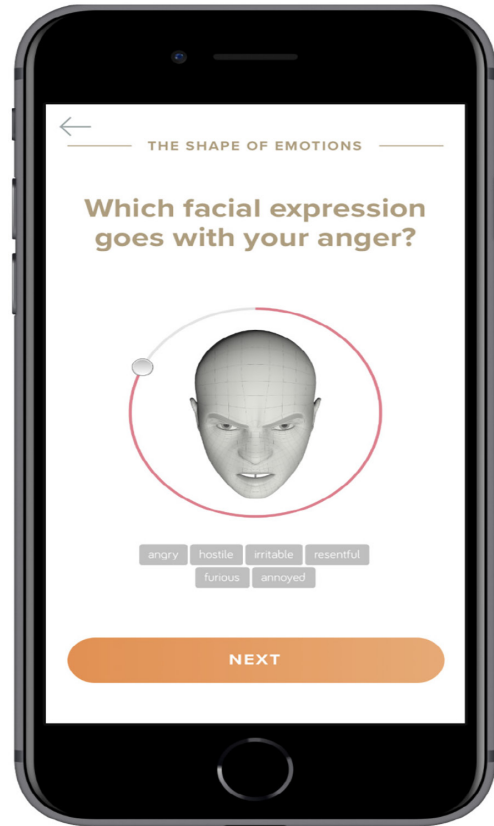 THE SHAPE OF EMOTIONS
Which facial expression
goes with your anger?
angry hostile irritable resentful
furious annoyed
NEXT